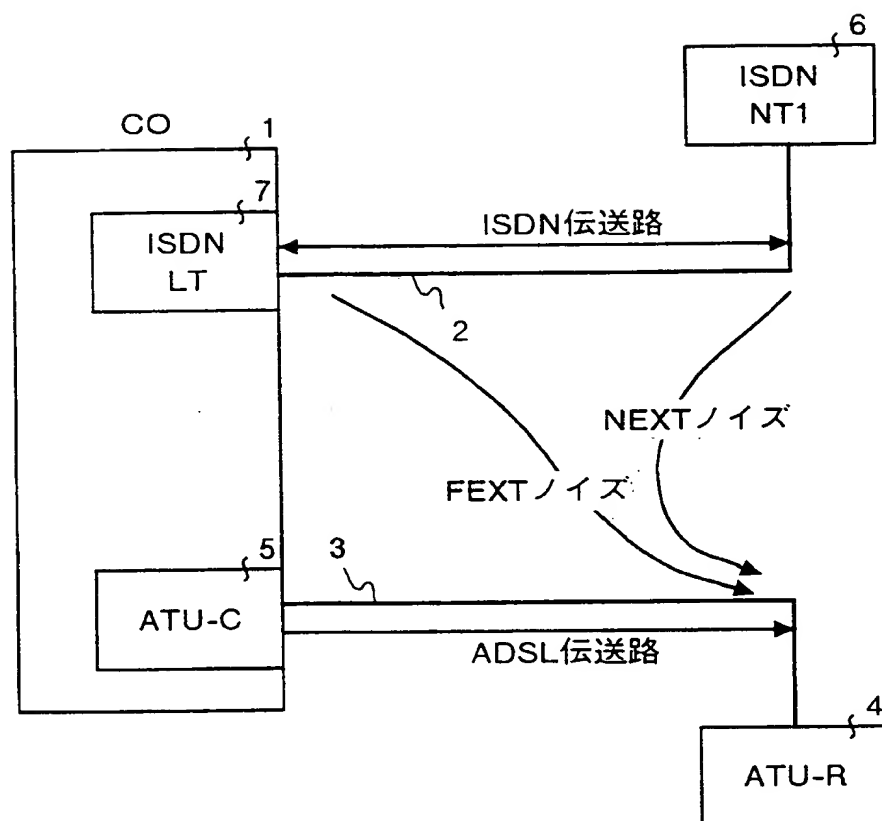 6
ISDN
NT1
CO
1
7
ISDN
LT
ISDN伝送路
2
NEXTノイズ
FEXTノイズ
5
3
ATU-C
ADSL伝送路
4
ATU-R